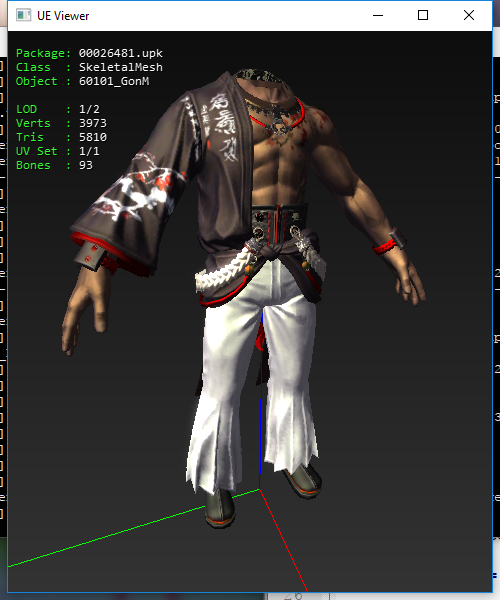 UE Viewer
Package: 00026481.upk
Class : SkeletalMesh
Object : 60101_GonM
LOD : 1/2
Verts : 3973
Tris : 5810
UV Set : 1/1
Bones : 93